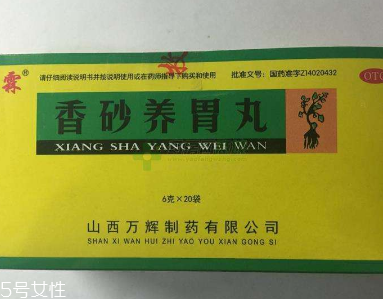 霖®
请仔细阅读说明书并按说明使用或在药师指导下购买和使用 批准文号：国药准字Z14020432 OTC
香砂养胃丸
XIANG SHA YANG WEI WAN
6克×20袋
山西万辉制药有限公司
SHAN XI WAN HUI ZHI YAO YOU XIAN GONG SI
5号女性